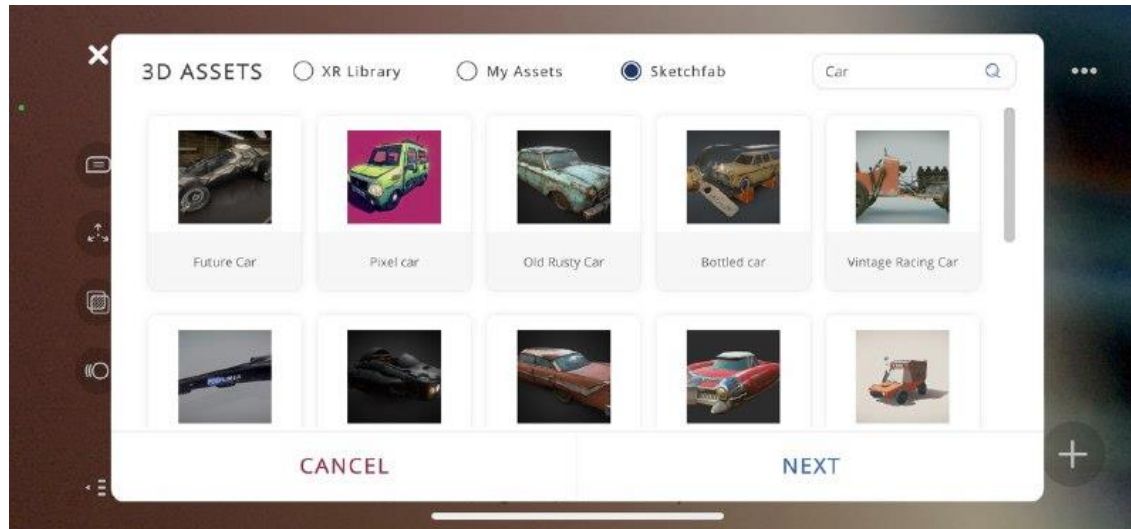 3D ASSETS XR Library My Assets Sketchfab Car
Future Car Pixel car Old Rusty Car Bottled car Vintage Racing Car
CANCEL NEXT